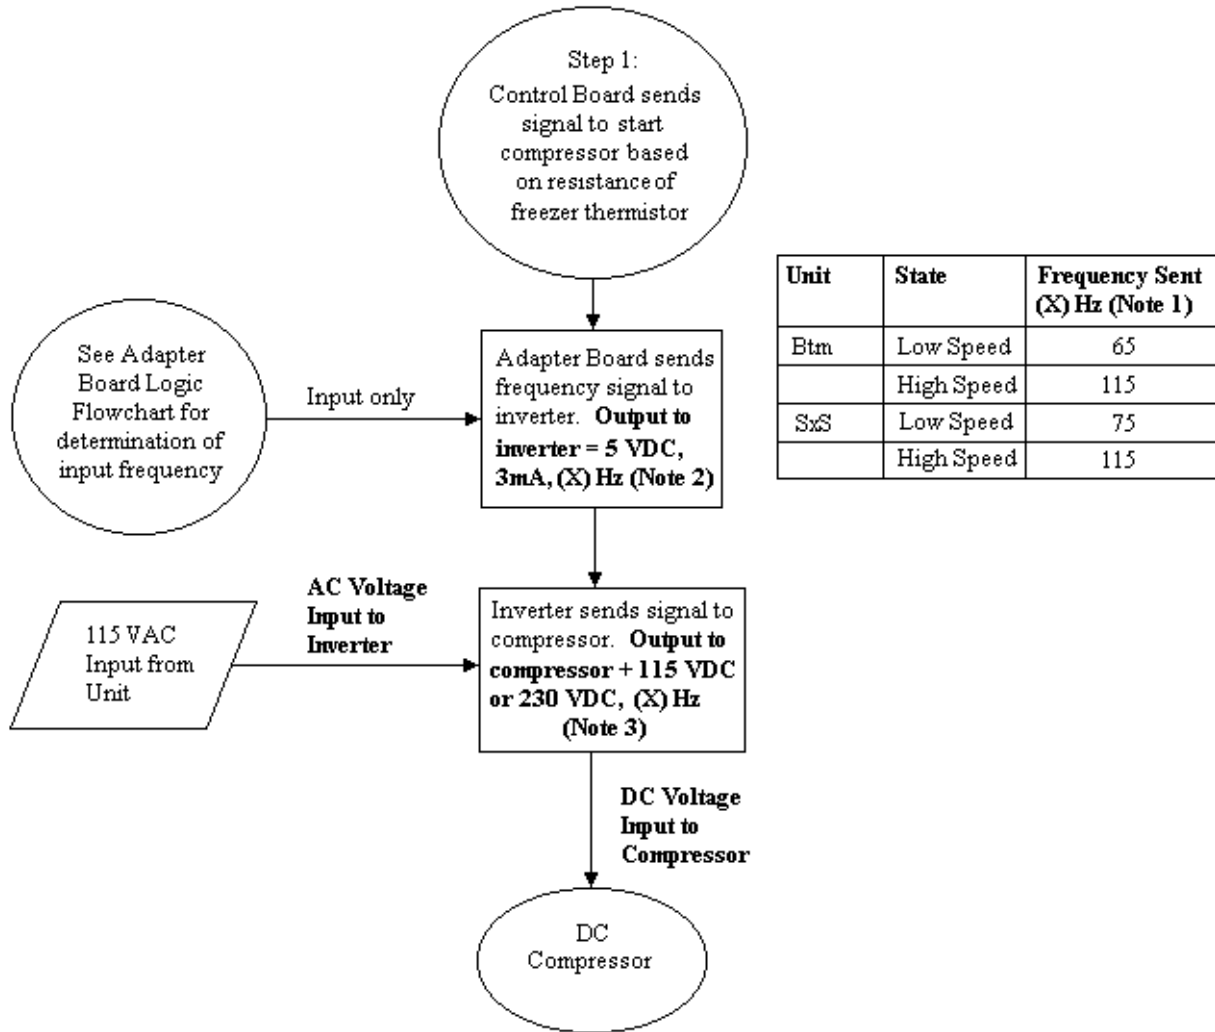 Step 1:
Control Board sends
signal to start
compressor based
on resistance of
freezer thermistor
Unit State Frequency Sent
(X) Hz (Note 1)
Btm Low Speed 65
High Speed 115
SxS Low Speed 75
High Speed 115
See Adapter
Board Logic
Flowchart for
determination of
input frequency
Input only
Adapter Board sends
frequency signal to
inverter. Output to
inverter = 5 VDC,
3mA, (X) Hz (Note 2)
115 VAC
Input from
Unit
AC Voltage
Input to
Inverter
Inverter sends signal to
compressor. Output to
compressor + 115 VDC
or 230 VDC, (X) Hz
(Note 3)
DC Voltage
Input to
Compressor
DC
Compressor